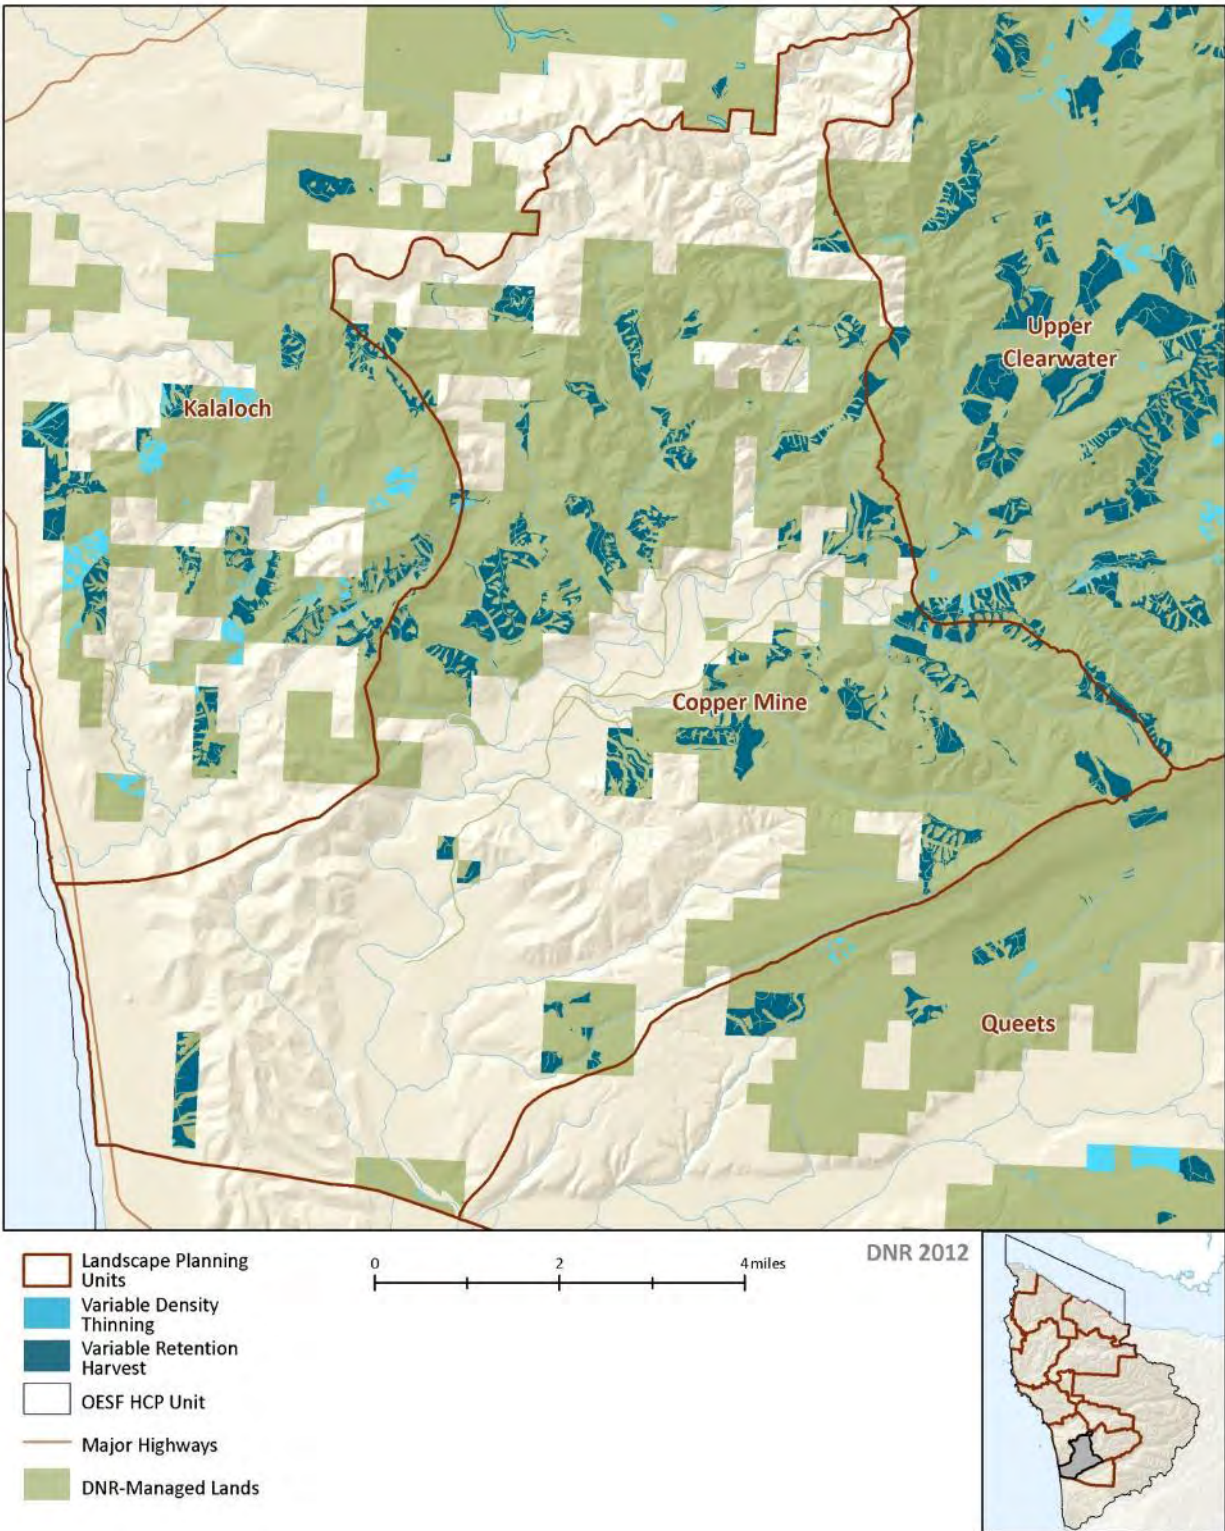 Upper
Clearwater
Kalaloch
Copper Mine
Queets
Landscape Planning
Units
Variable Density
Thinning
Variable Retention
Harvest
OESF HCP Unit
Major Highways
DNR-Managed Lands
0 2 4 miles
DNR 2012